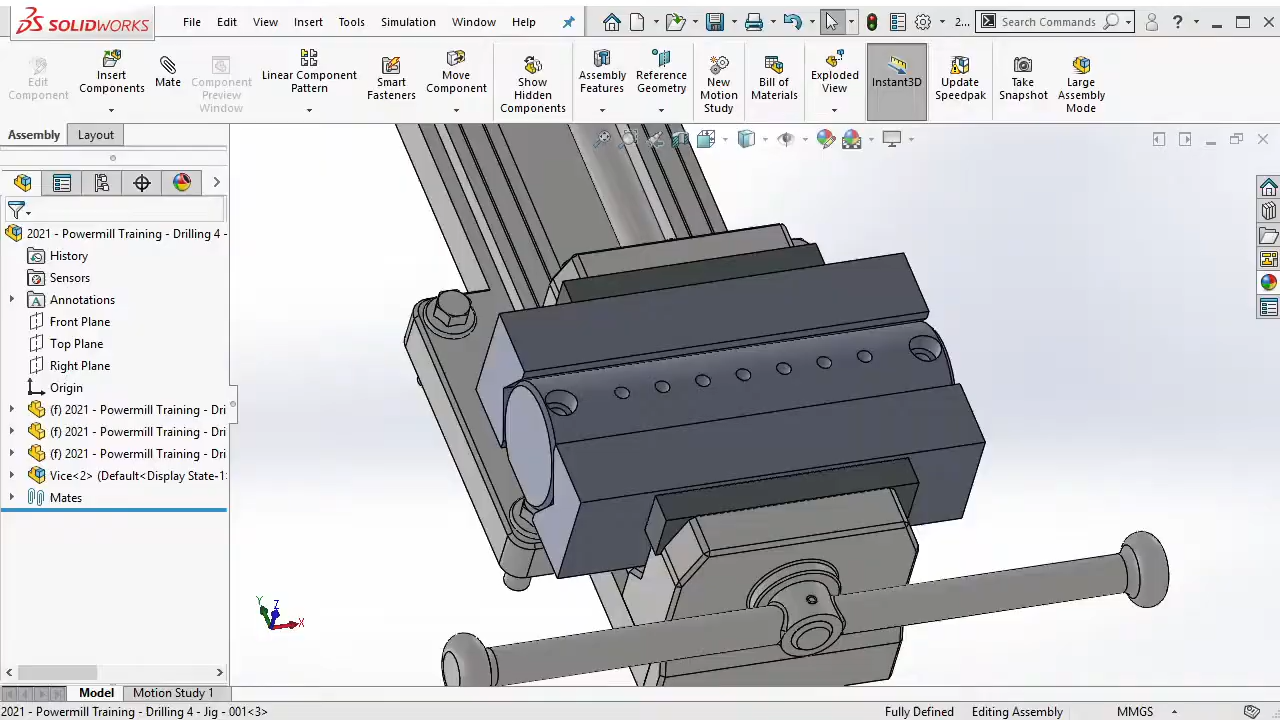 SOLIDWORKS File Edit View Insert Tools Simulation Window Help 2... Search Commands ?
Edit Component
Insert Components
Mate
Component Preview Window
Linear Component Pattern
Smart Fasteners
Move Component
Show Hidden Components
Assembly Features
Reference Geometry
New Motion Study
Bill of Materials
Exploded View
Instant3D
Update Speedpak
Take Snapshot
Large Assembly Mode
Assembly Layout
2021 - Powermill Training - Drilling 4 -
History
Sensors
Annotations
Front Plane
Top Plane
Right Plane
Origin
(f) 2021 - Powermill Training - Dri
(f) 2021 - Powermill Training - Dri
(f) 2021 - Powermill Training - Dri
Vice<2> (Default<Display State-1
Mates
Y Z X
Model Motion Study 1
2021 - Powermill Training - Drilling 4 - Jig - 001<3> Fully Defined Editing Assembly MMGS